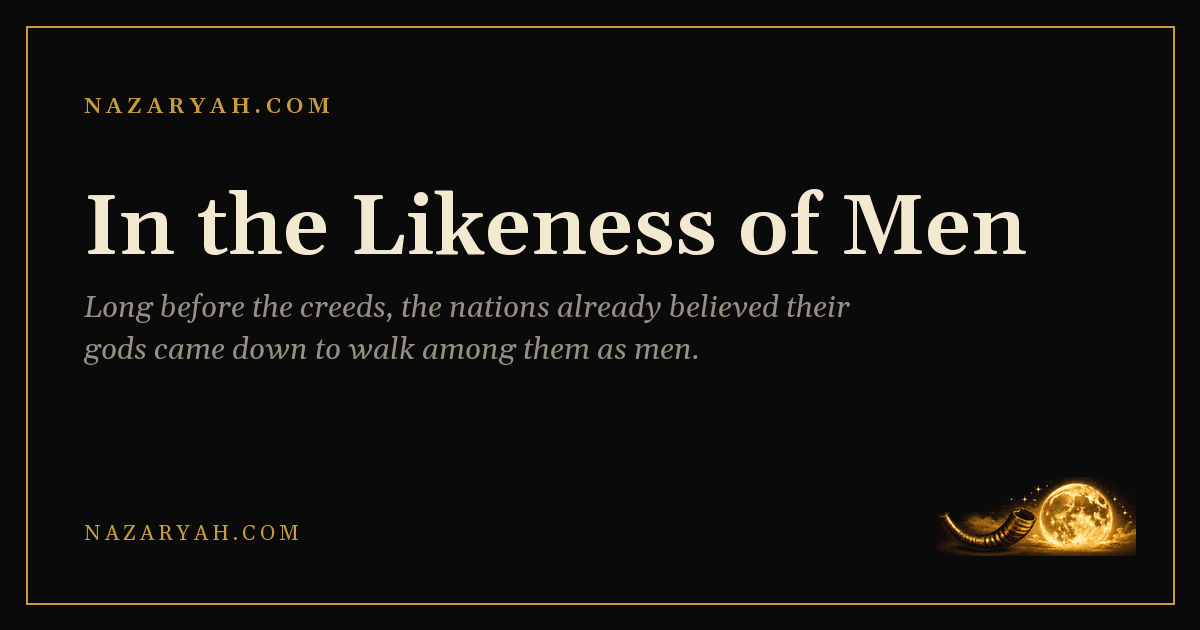 NAZARYAH.COM
In the Likeness of Men
Long before the creeds, the nations already believed their
gods came down to walk among them as men.
NAZARYAH.COM